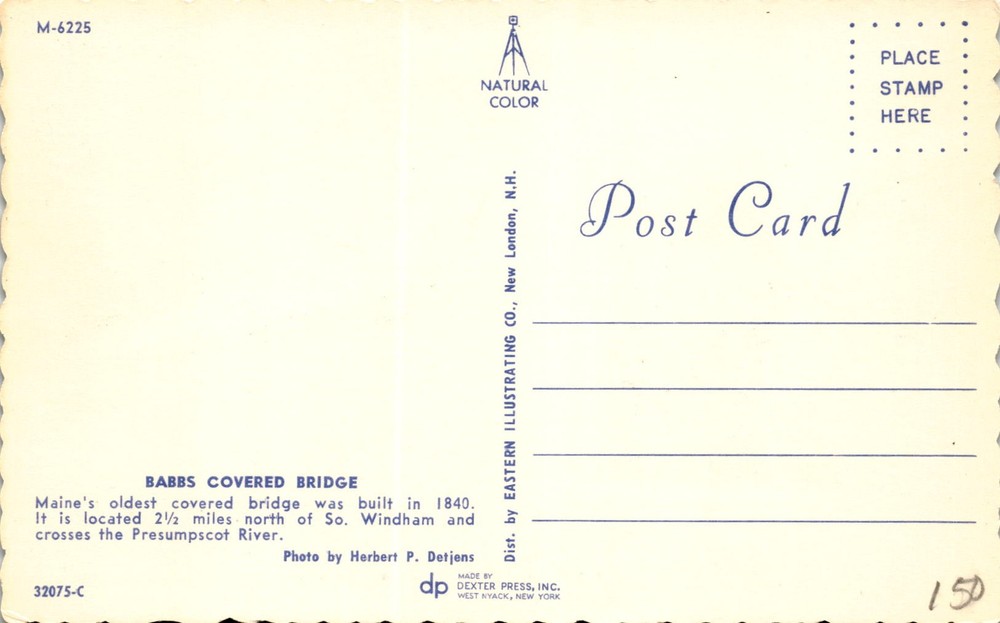 M-6225
NATURAL
COLOR
PLACE
STAMP
HERE
Post Card
Dist. by EASTERN ILLUSTRATING CO., New London, N.H.
BABBS COVERED BRIDGE
Maine's oldest covered bridge was built in 1840.
It is located 2½ miles north of So. Windham and
crosses the Presumpscot River.
Photo by Herbert P. Detjens
32075-C
dp
MADE BY
DEXTER PRESS, INC.
WEST NYACK, NEW YORK
150